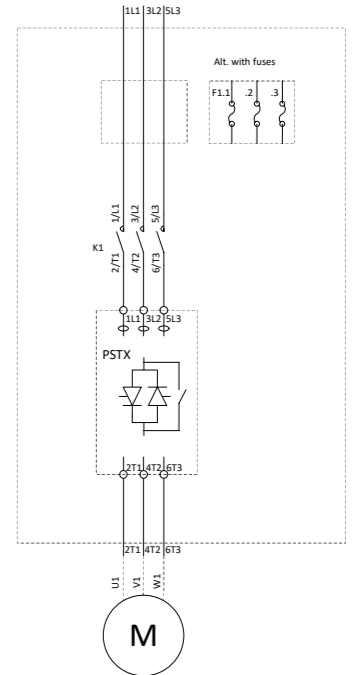 1L1 3L2 5L3
Alt. with fuses
F1.1 .2 .3
1/L1 3/L2 5/L3
K1
2/T1 4/T2 6/T3
1L1 3L2 5L3
PSTX
2T1 4T2 6T3
2T1 4T2 6T3
U1 V1 W1
M